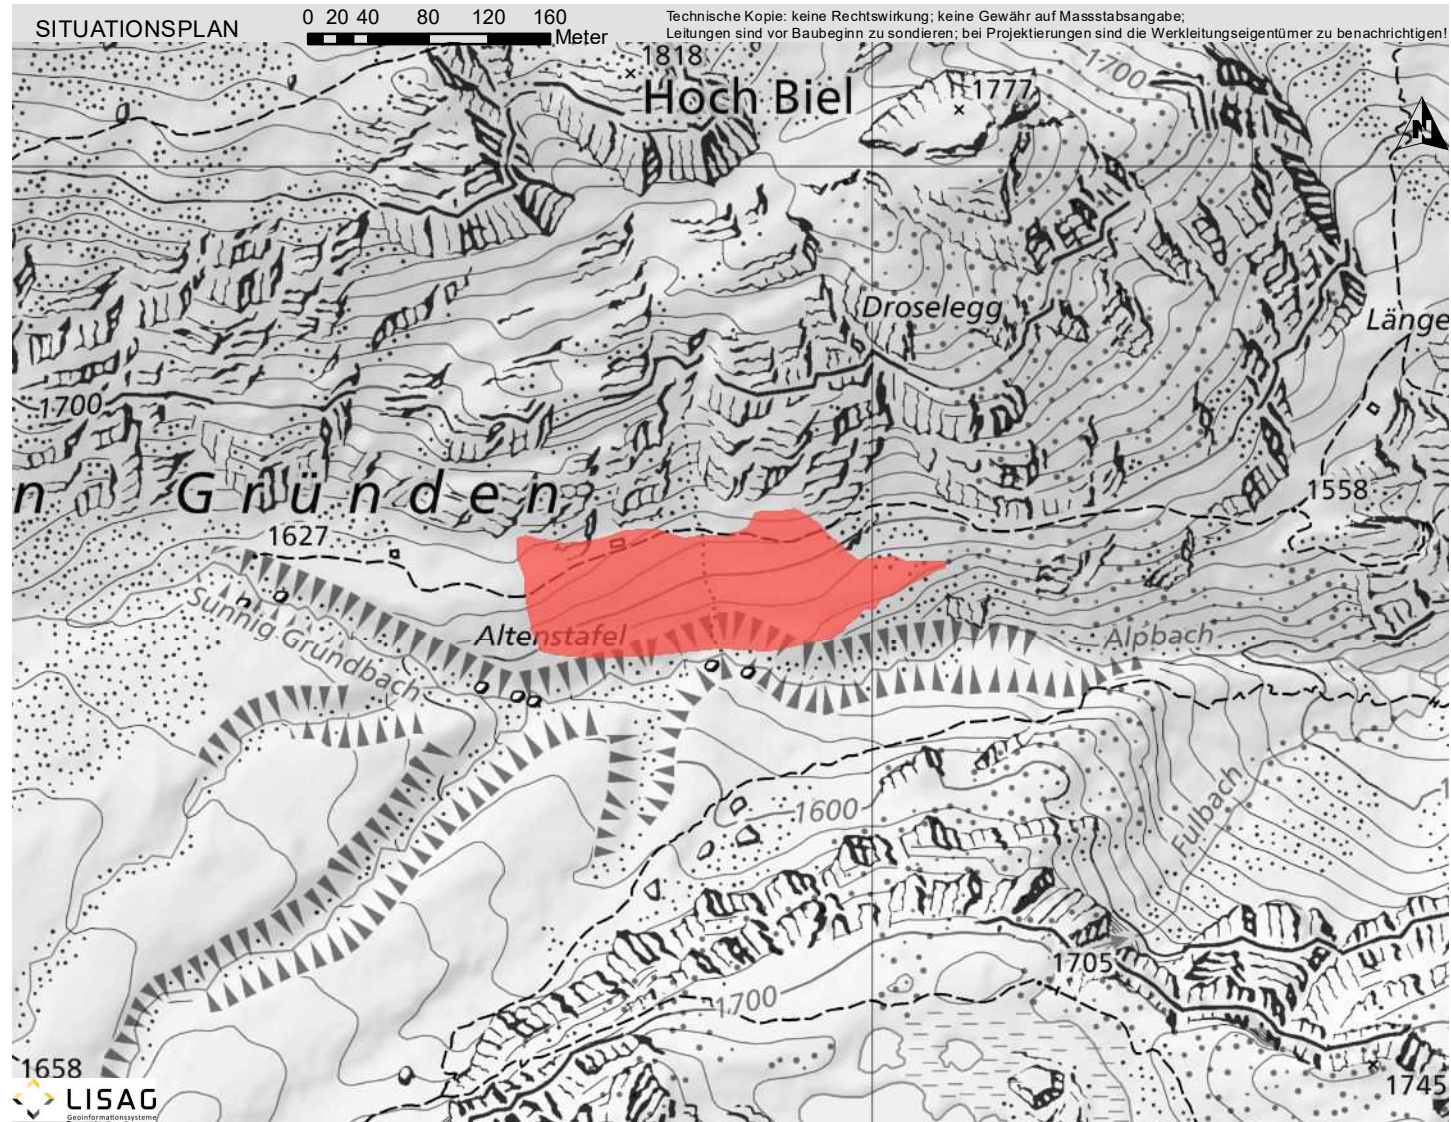 SITUATIONSPLAN
0 20 40 80 120 160
Meter
Technische Kopie: keine Rechtswirkung; keine Gewähr auf Massstabsangabe;
Leitungen sind vor Baubeginn zu sondieren; bei Projektierungen sind die Werkleitungseigentümer zu benachrichtigen!
1818
Hoch Biel
1777
1700
N
Droselegg
Länge
1700
n Gründen
1558
1627
Sunnig Grundbach
Altenstafel
Alpbach
1600
Fulbach
1
1705
1700
1658
1745
LISAG
Geoinformationssysteme